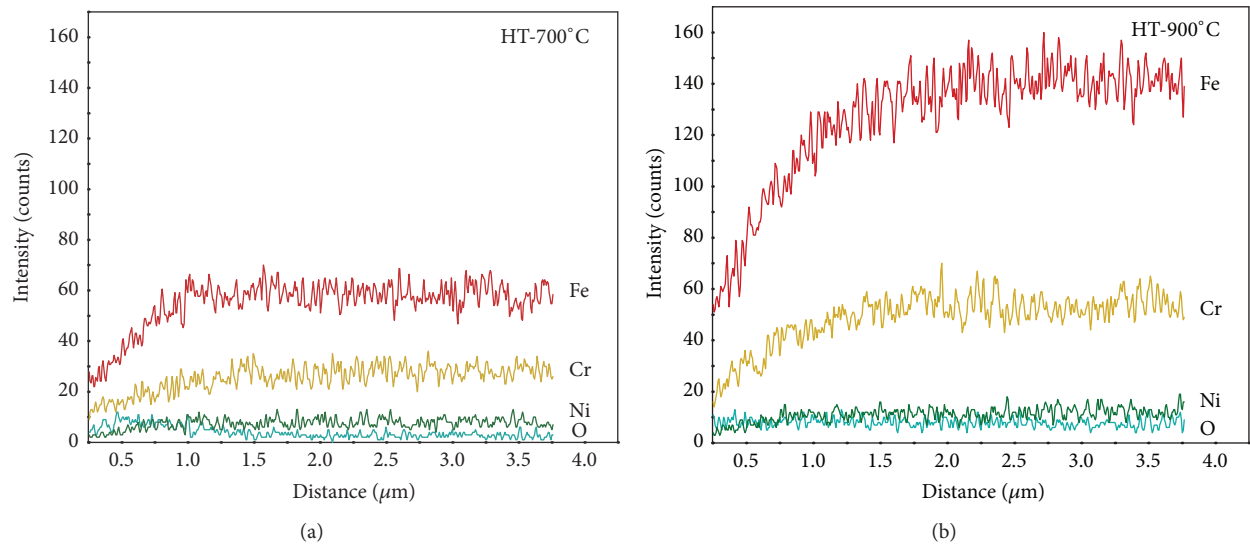 HT-700°C
160
140
120
100
80
60
40
20
0
Intensity (counts)
Fe
Cr
Ni
O
0.5 1.0 1.5 2.0 2.5 3.0 3.5 4.0
Distance (μm)
(a)
HT-900°C
160
140
120
100
80
60
40
20
0
Intensity (counts)
Fe
Cr
Ni
O
0.5 1.0 1.5 2.0 2.5 3.0 3.5 4.0
Distance (μm)
(b)